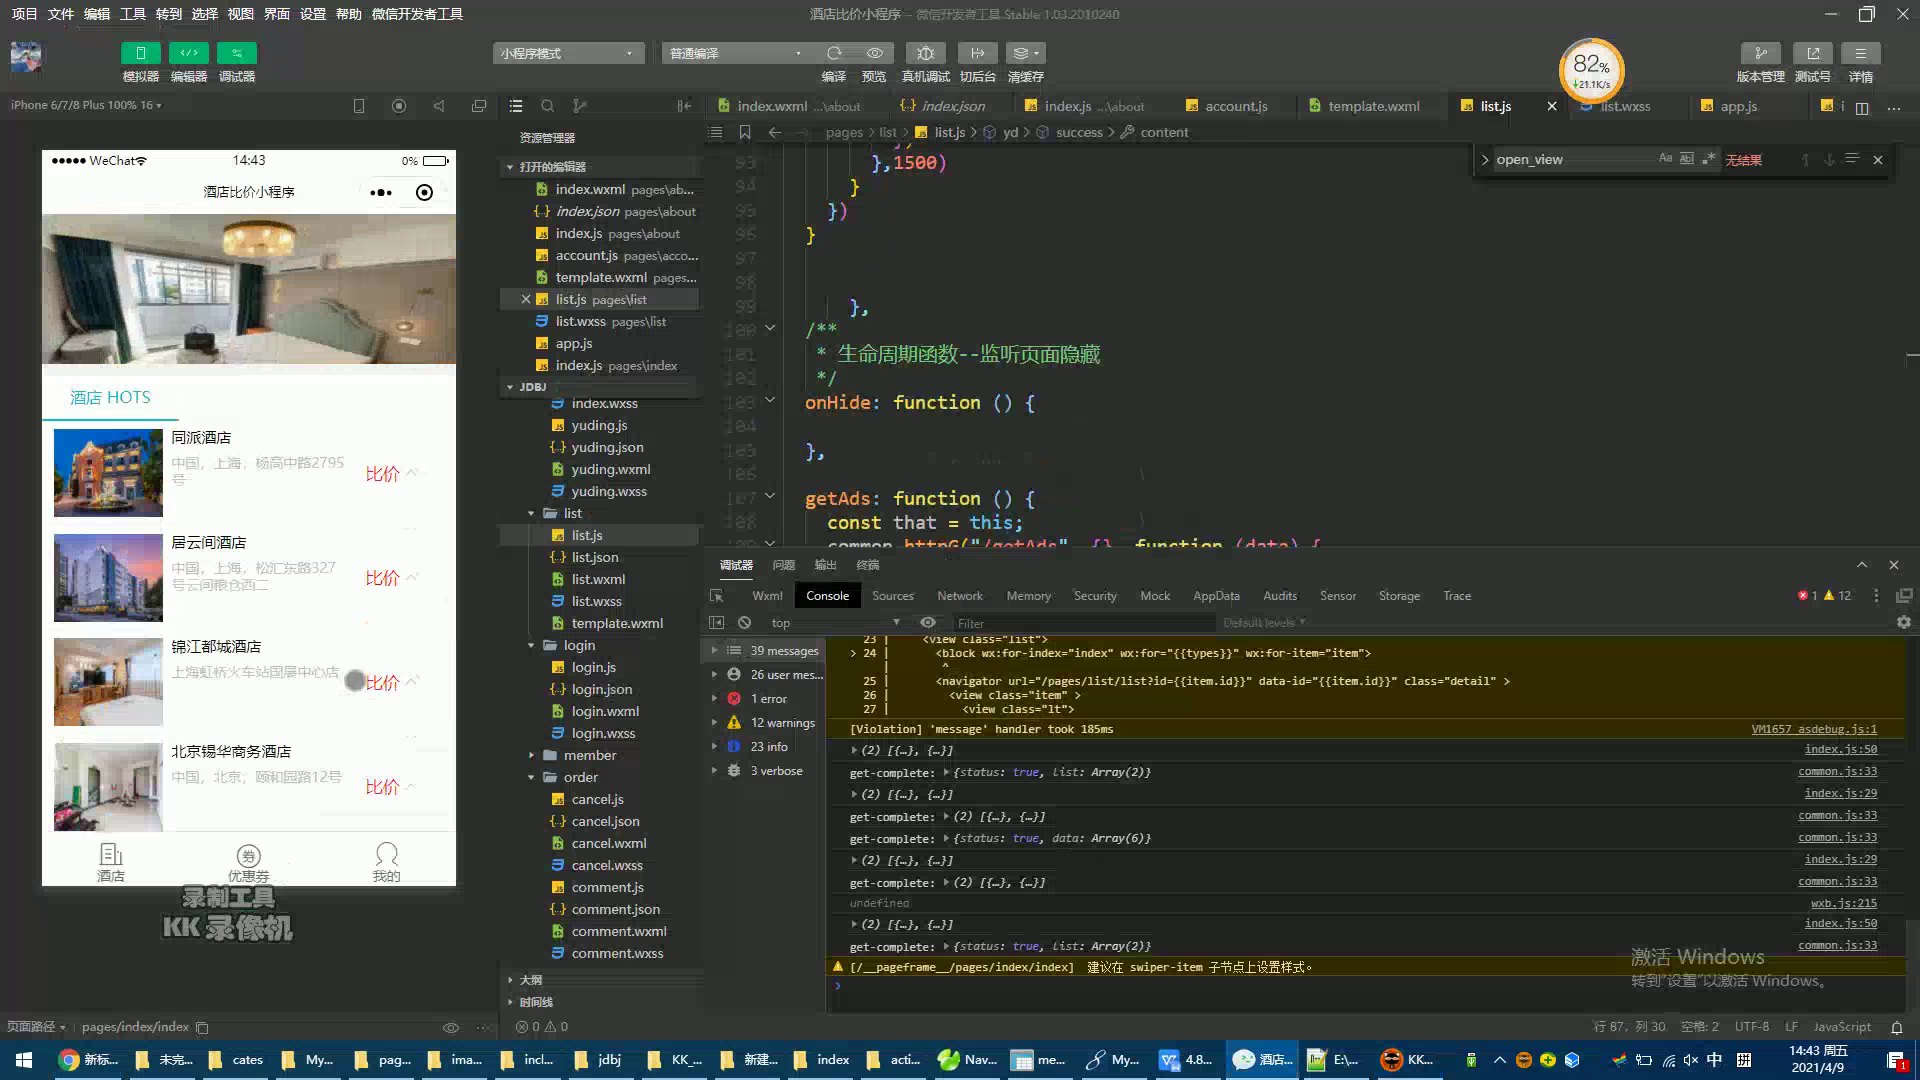 项目 文件 编辑 工具 转到 选择 视图 界面 设置 帮助 微信开发者工具
酒店比价小程序 - 微信开发者工具 Stable 1.03.2010240
模拟器 编辑器 调试器
小程序模式
普通编译
编译 预览 真机调试 切后台 清缓存
82%
21.1K/s
版本管理 测试号 详情
iPhone 6/7/8 Plus 100% 16
WeChat 14:43 0%
酒店比价小程序
酒店 HOTS
同派酒店
中国，上海，杨高中路2795
号
比价
居云间酒店
中国，上海，松汇东路327
号云间粮仓西二
比价
锦江都城酒店
上海虹桥火车站国展中心店
比价
北京锡华商务酒店
中国，北京，颐和园路12号
比价
酒店 优惠券 我的
券
录制工具
KK 录像机
页面路径 pages/index/index
资源管理器
打开的编辑器
index.wxml pages\ab...
index.json pages\about
index.js pages\about
account.js pages\acco...
template.wxml pages...
list.js pages\list
list.wxss pages\list
app.js
index.js pages\index
JDBJ
index.wxss
yuding.js
yuding.json
yuding.wxml
yuding.wxss
list
list.js
list.json
list.wxml
list.wxss
template.wxml
login
login.js
login.json
login.wxml
login.wxss
member
order
cancel.js
cancel.json
cancel.wxml
cancel.wxss
comment.js
comment.json
comment.wxml
comment.wxss
大纲
时间线
0 0
index.wxml ...\about index.json index.js ...\about account.js template.wxml list.js list.wxss app.js
pages > list > list.js > yd > success > content
open_view Aa 无结果
93 },1500)
94 }
95 })
96 }
97
98
99 },
100 /**
101 * 生命周期函数--监听页面隐藏
102 */
103 onHide: function () {
104
105 },
106
107 getAds: function () {
108 const that = this;
109 common.httpG("/getAds", {}, function (data) {
调试器 问题 输出 终端
Wxml Console Sources Network Memory Security Mock AppData Audits Sensor Storage Trace
1 12
top Filter Default levels
39 messages
26 user mes...
1 error
12 warnings
23 info
3 verbose
23 | <view class="list">
> 24 | <block wx:for-index="index" wx:for="{{types}}" wx:for-item="item">
| ^
25 | <navigator url="/pages/list/list?id={{item.id}}" data-id="{{item.id}}" class="detail" >
26 | <view class="item" >
27 | <view class="lt">
[Violation] 'message' handler took 185ms VM1657 asdebug.js:1
(2) [{…}, {…}] index.js:50
get-complete: {status: true, list: Array(2)} common.js:33
(2) [{…}, {…}] index.js:29
get-complete: (2) [{…}, {…}] common.js:33
get-complete: {status: true, data: Array(6)} common.js:33
(2) [{…}, {…}] index.js:29
get-complete: (2) [{…}, {…}] common.js:33
undefined wxb.js:215
(2) [{…}, {…}] index.js:50
get-complete: {status: true, list: Array(2)} common.js:33
[/__pageframe__/pages/index/index] 建议在 swiper-item 子节点上设置样式。
激活 Windows
转到"设置"以激活 Windows。
行 87，列 30 空格: 2 UTF-8 LF JavaScript
新标... 未完... cates My... pag... ima... incl... jdbj KK_... 新建... index acti... Nav... me... My... 4.8... 酒店... E:\... KK...
中 拼
14:43 周五
2021/4/9
1